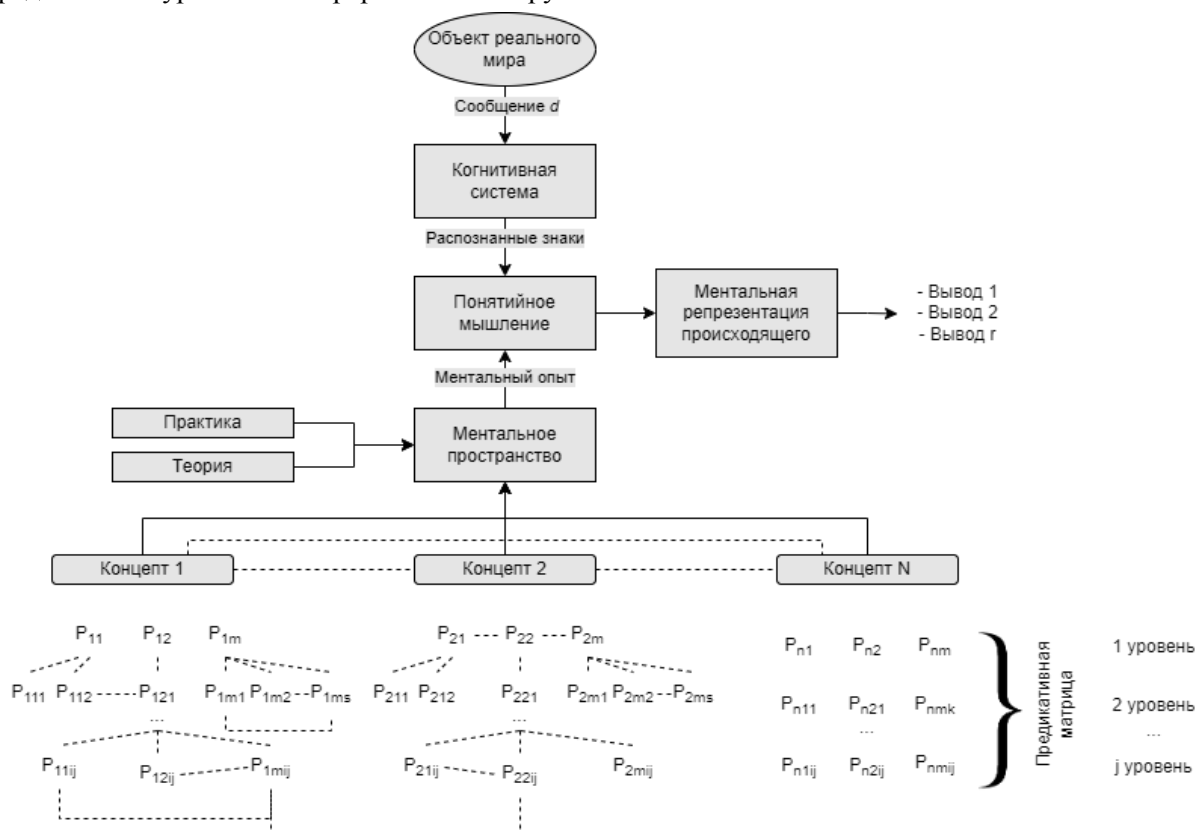 Объект реального
мира
Сообщение d
Когнитивная
система
Распознанные знаки
Понятийное
мышление
Ментальная
репрезентация
происходящего
- Вывод 1
- Вывод 2
- Вывод r
Ментальный опыт
Практика
Теория
Ментальное
пространство
Концепт 1
Концепт 2
Концепт N
P11 P12 P1m
P21 P22 P2m
Pn1 Pn2 Pnm
1 уровень
P111 P112 P121 P1m1 P1m2 P1ms
P211 P212 P221 P2m1 P2m2 P2ms
Pn11 Pn21 Pnmk
2 уровень
...
...
...
...
P11ij P12ij P1mij
P21ij P22ij P2mij
Pn1ij Pn2ij Pnmij
j уровень
Предикативная
матрица